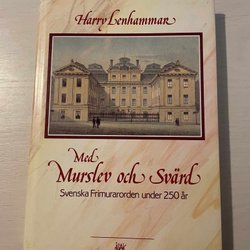 Harry Lenhammar
Med
Murslev och Svärd
Svenska Frimurarorden under 250 år